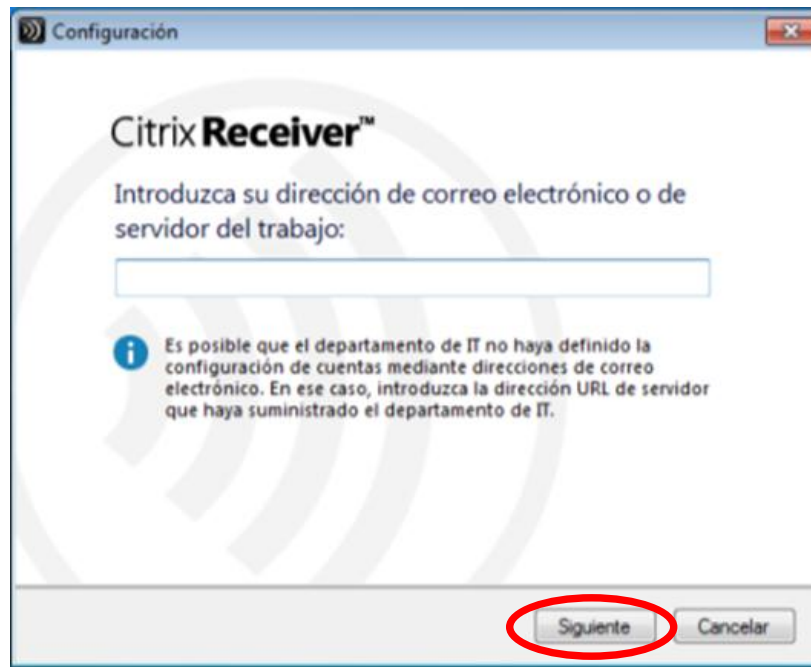 Configuración
Citrix Receiver™
Introduzca su dirección de correo electrónico o de
servidor del trabajo:
Es posible que el departamento de IT no haya definido la
configuración de cuentas mediante direcciones de correo
electrónico. En ese caso, introduzca la dirección URL de servidor
que haya suministrado el departamento de IT.
Siguiente
Cancelar